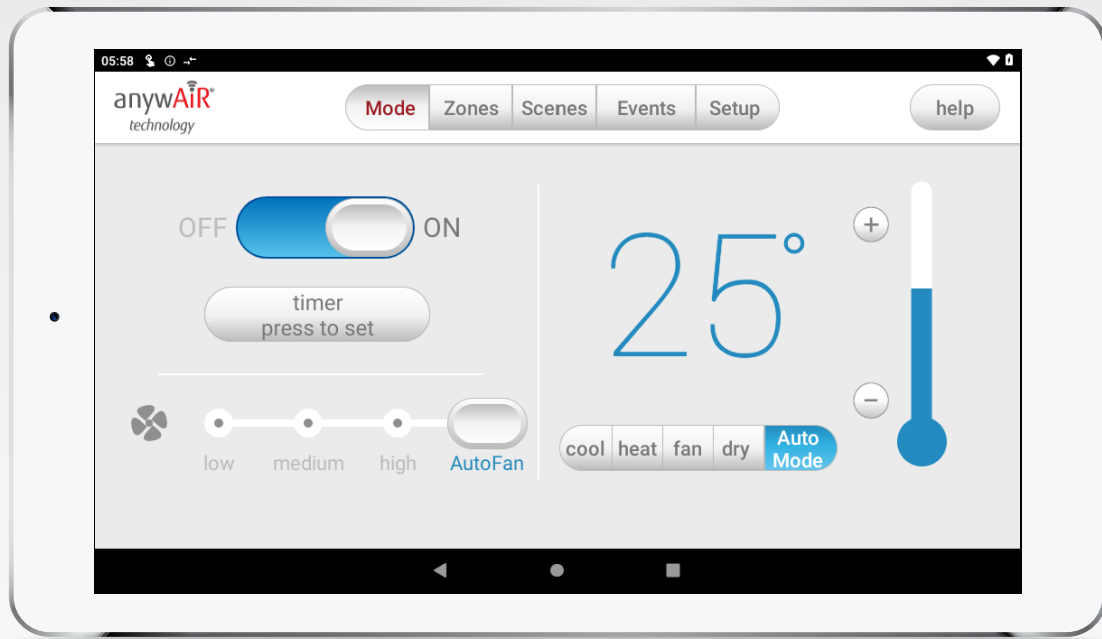 05:58
anywAiR®
technology
Mode Zones Scenes Events Setup
help
OFF ON
timer
press to set
low medium high AutoFan
25°
+
−
cool heat fan dry Auto Mode